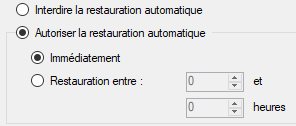 Interdire la restauration automatique
Autoriser la restauration automatique
Immédiatement
Restauration entre : 0 et
0 heures